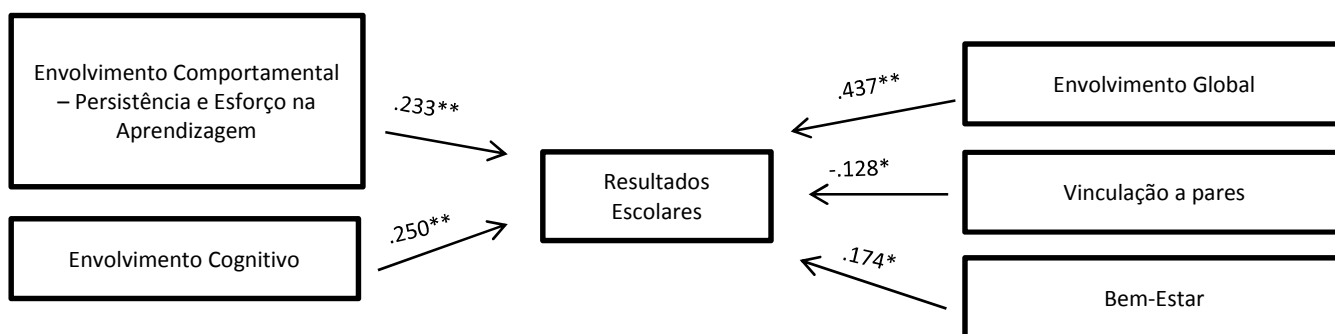 Envolvimento Comportamental
– Persistência e Esforço na
Aprendizagem
.233**
Envolvimento Cognitivo
.250**
Resultados
Escolares
.437**
Envolvimento Global
-.128*
Vinculação a pares
.174*
Bem-Estar